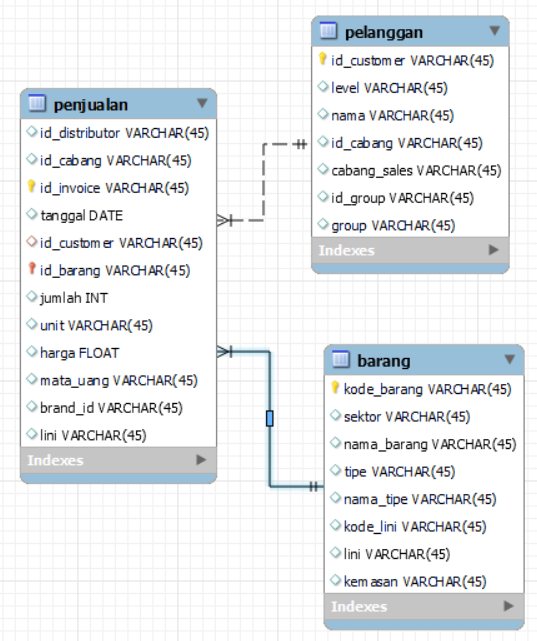 penjualan
id_distributor VARCHAR(45)
id_cabang VARCHAR(45)
id_invoice VARCHAR(45)
tanggal DATE
id_customer VARCHAR(45)
id_barang VARCHAR(45)
jumlah INT
unit VARCHAR(45)
harga FLOAT
mata_uang VARCHAR(45)
brand_id VARCHAR(45)
lini VARCHAR(45)
Indexes
pelanggan
id_customer VARCHAR(45)
level VARCHAR(45)
nama VARCHAR(45)
id_cabang VARCHAR(45)
cabang_sales VARCHAR(45)
id_group VARCHAR(45)
group VARCHAR(45)
Indexes
barang
kode_barang VARCHAR(45)
sektor VARCHAR(45)
nama_barang VARCHAR(45)
tipe VARCHAR(45)
nama_tipe VARCHAR(45)
kode_lini VARCHAR(45)
lini VARCHAR(45)
kemasan VARCHAR(45)
Indexes